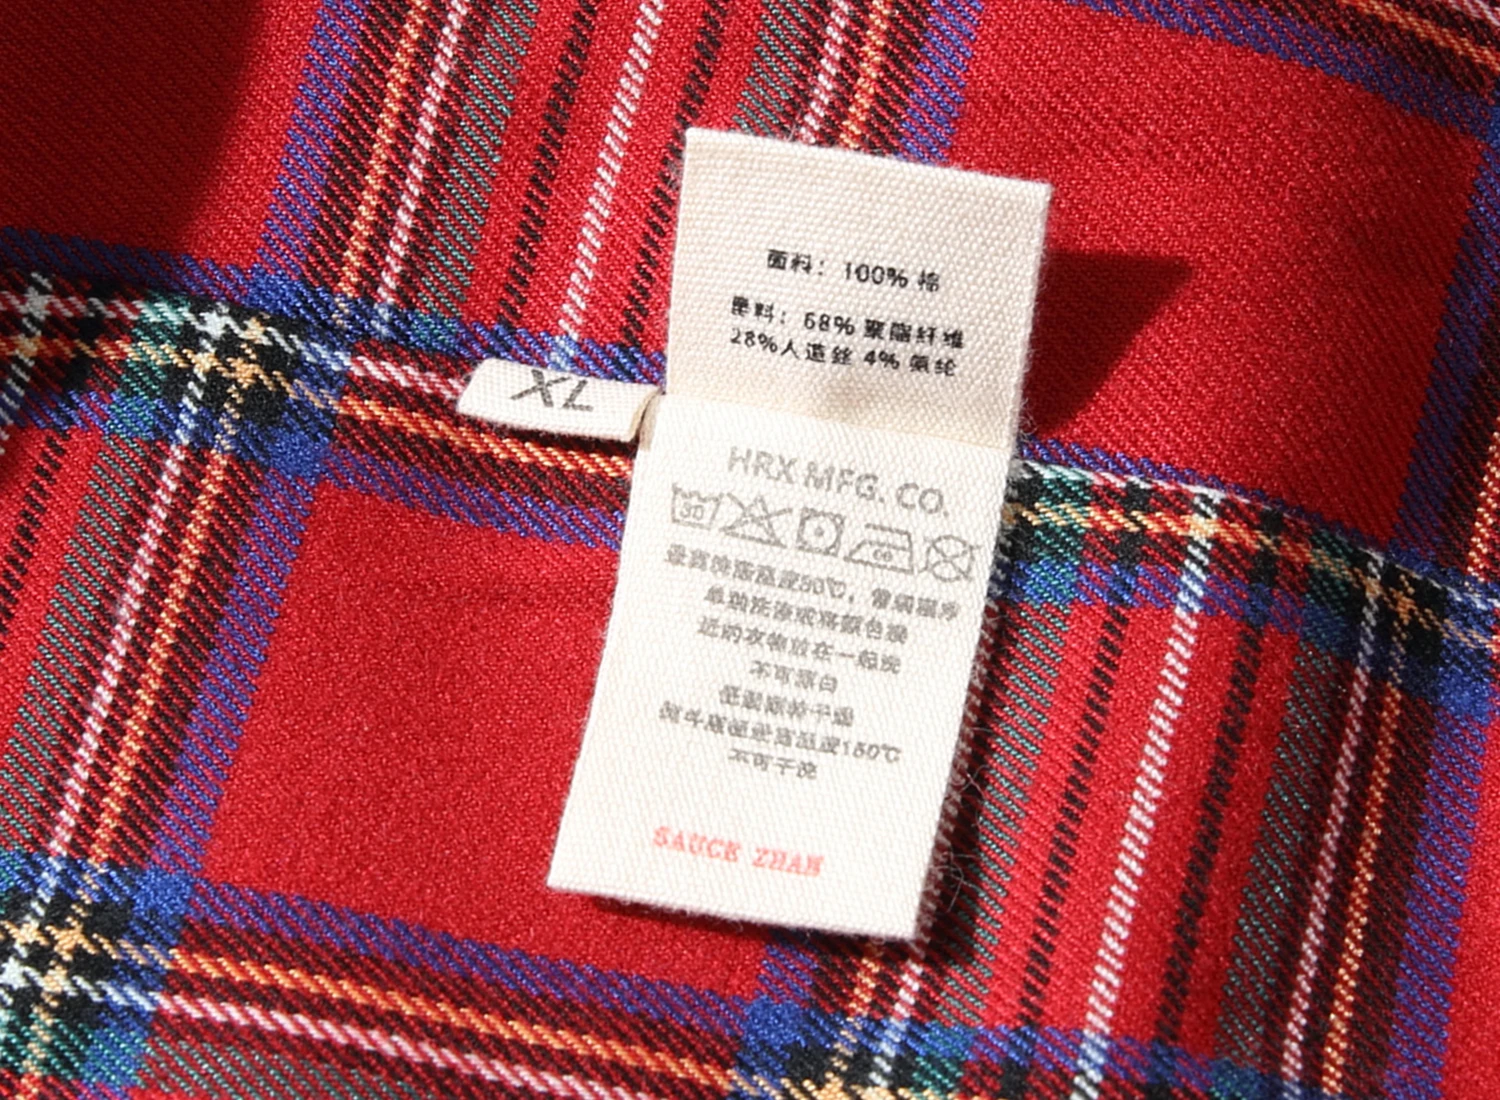 面料: 100% 棉
料: 68% 聚酯纤维
28%人造丝 4% 氨纶
XL
HRX MFG. CO.
30
最高洗涤温度30℃, 常规程序
单独洗涤或将颜色接
近的衣物放在一起洗
不可漂白
低温翻转干燥
熨斗底板最高温度150℃
不可干洗
SAUCE ZHAN